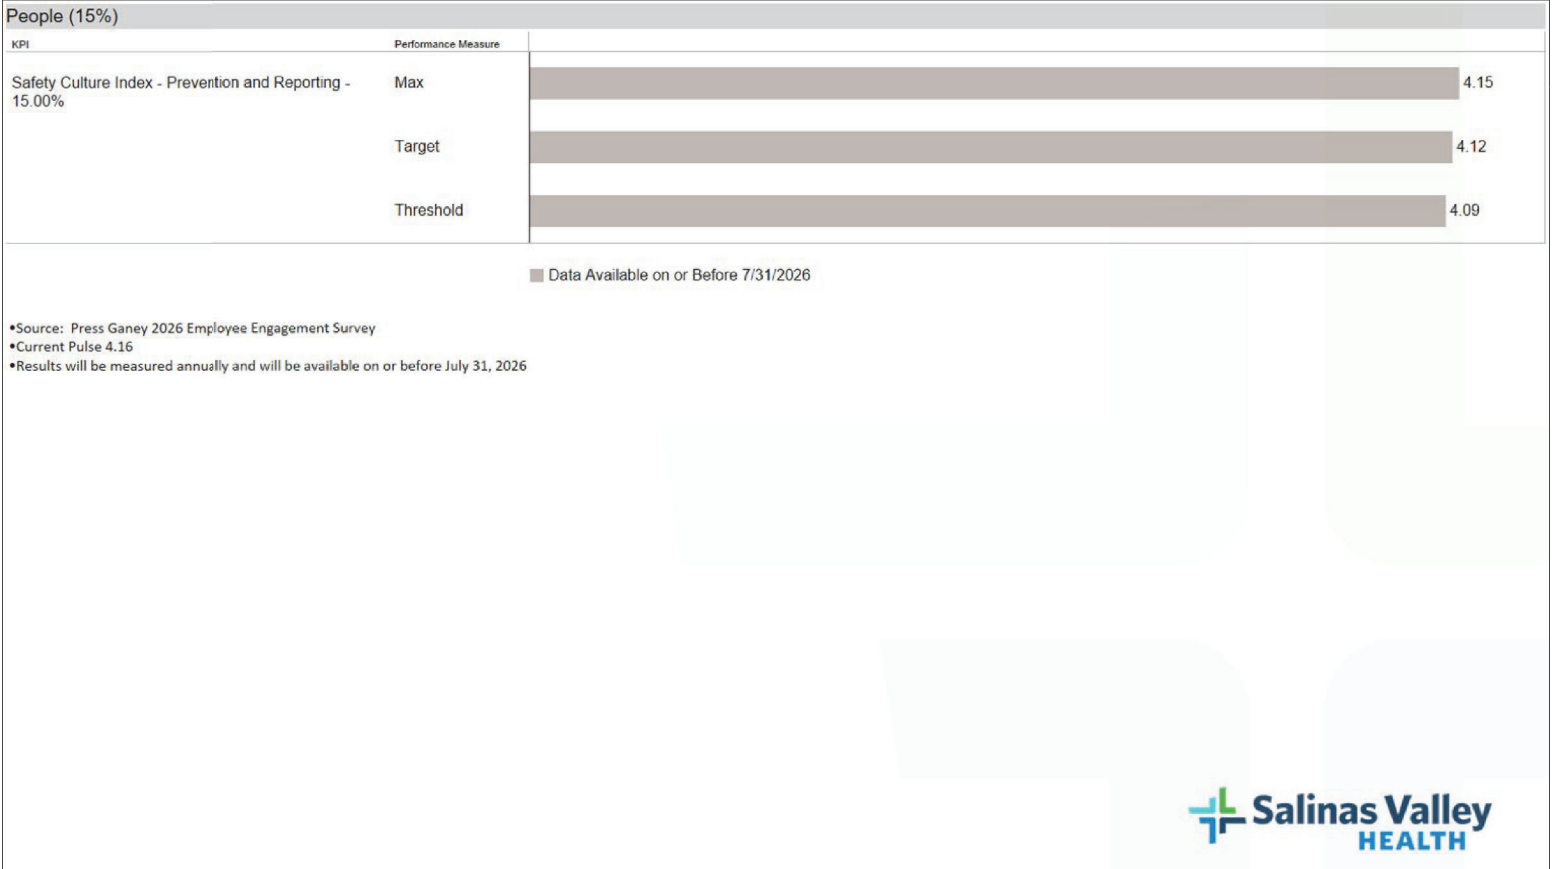 People (15%)
KPI Performance Measure
Safety Culture Index - Prevention and Reporting - Max 4.15
15.00%
Target 4.12
Threshold 4.09
Data Available on or Before 7/31/2026
•Source:  Press Ganey 2026 Employee Engagement Survey
•Current Pulse 4.16
•Results will be measured annually and will be available on or before July 31, 2026
Salinas Valley
HEALTH